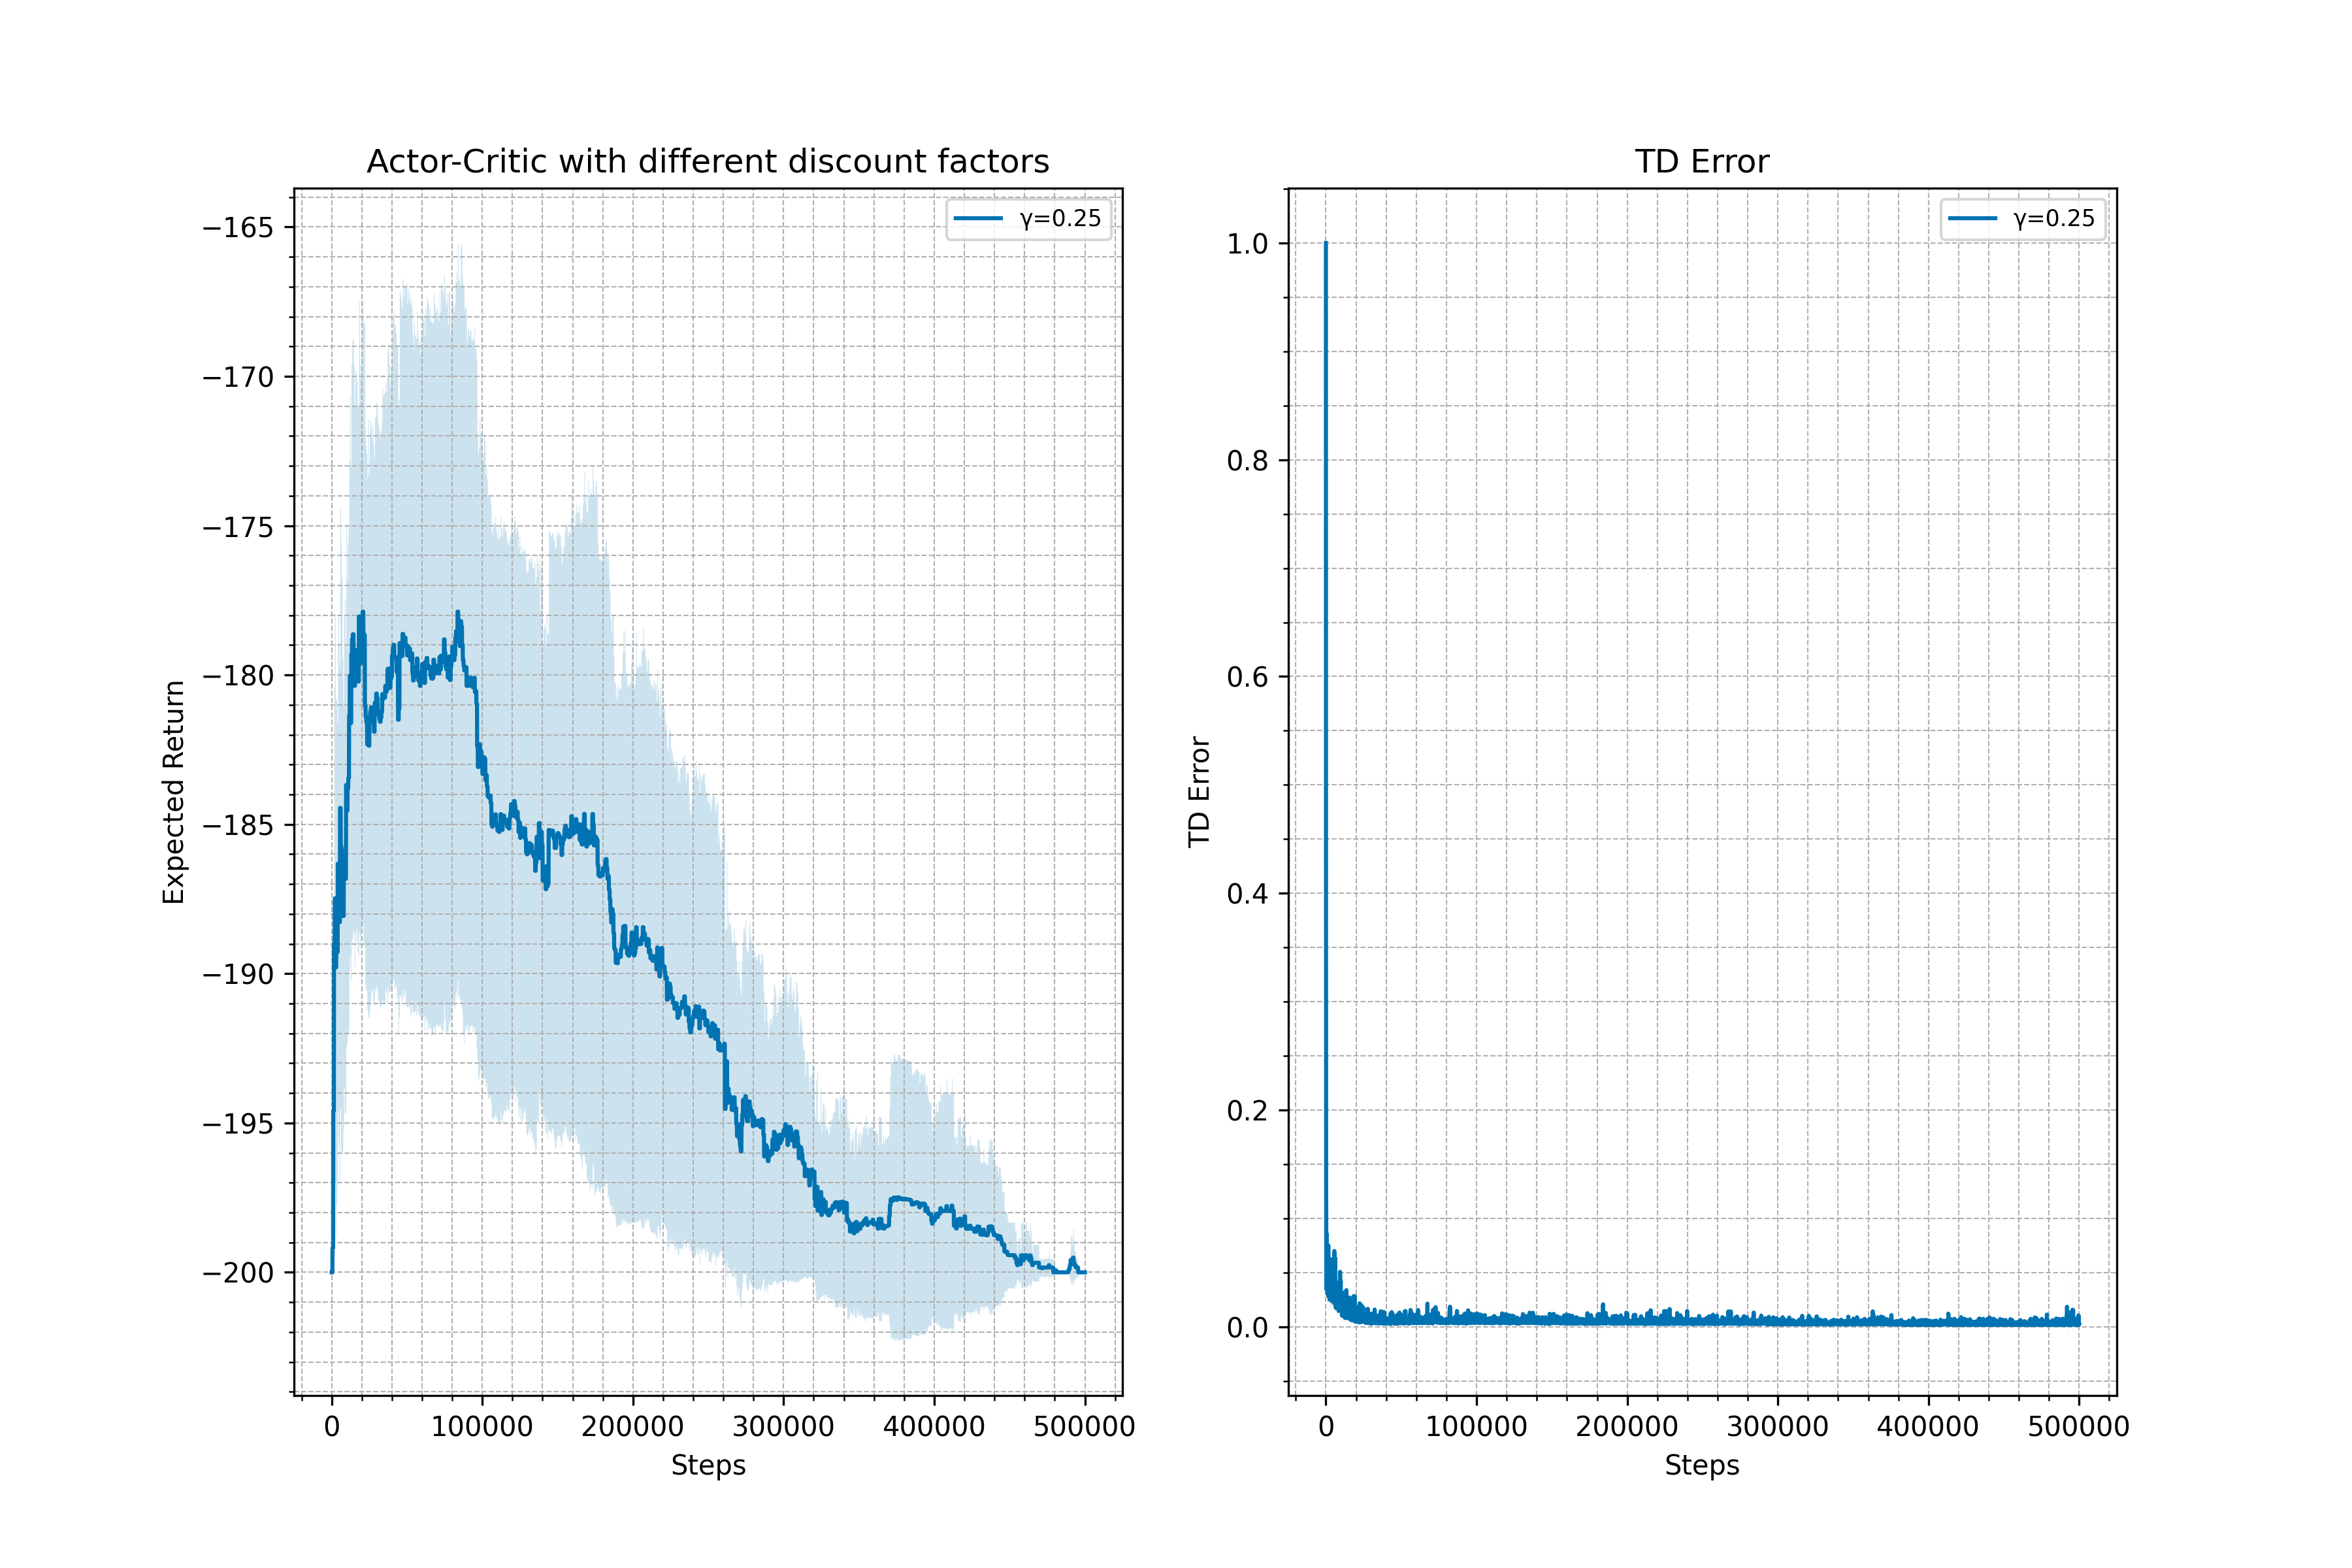 Actor-Critic with different discount factors
γ=0.25
−165
−170
−175
−180
−185
−190
−195
−200
Expected Return
0 100000 200000 300000 400000 500000
Steps
TD Error
γ=0.25
1.0
0.8
0.6
0.4
0.2
0.0
TD Error
0 100000 200000 300000 400000 500000
Steps